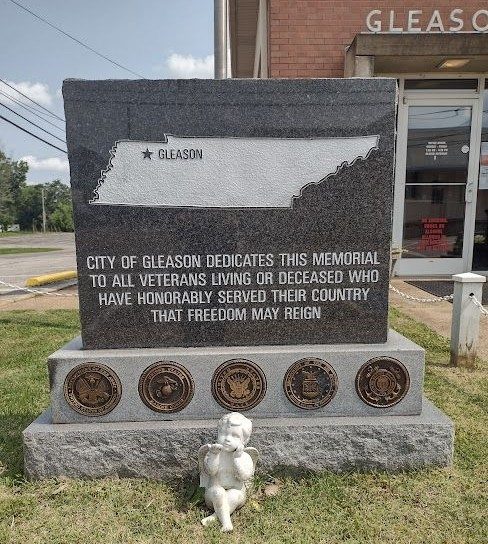 GLEASO
GLEASON
CITY OF GLEASON DEDICATES THIS MEMORIAL
TO ALL VETERANS LIVING OR DECEASED WHO
HAVE HONORABLY SERVED THEIR COUNTRY
THAT FREEDOM MAY REIGN